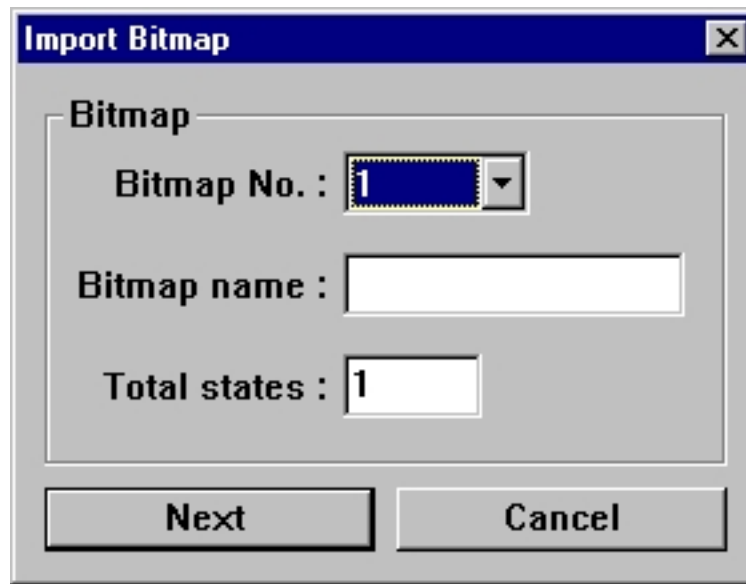 Import Bitmap
Bitmap
Bitmap No. : 1
Bitmap name :
Total states : 1
Next Cancel